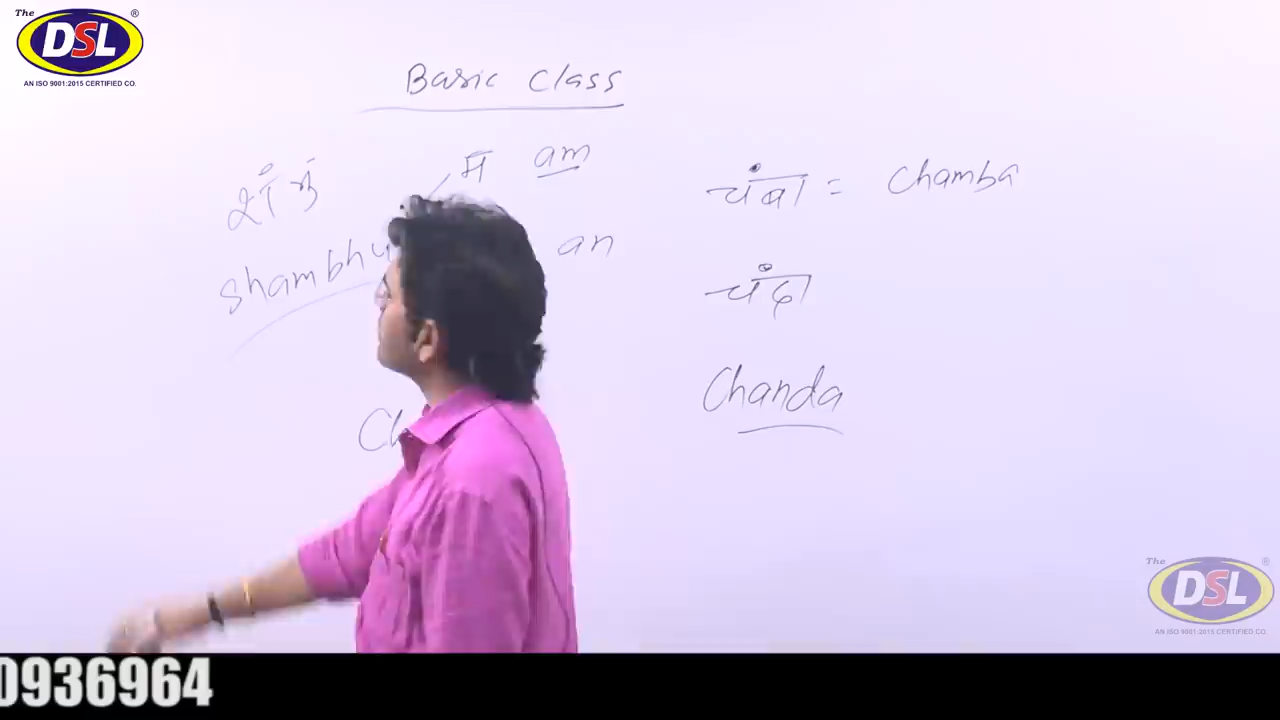 The DSL ®
AN ISO 9001:2015 CERTIFIED CO.
Basic Class
मं am
an
shambhu
चंबा = Chamba
चंदा
Chanda
Ch
The DSL ®
AN ISO 9001:2015 CERTIFIED CO.
0936964